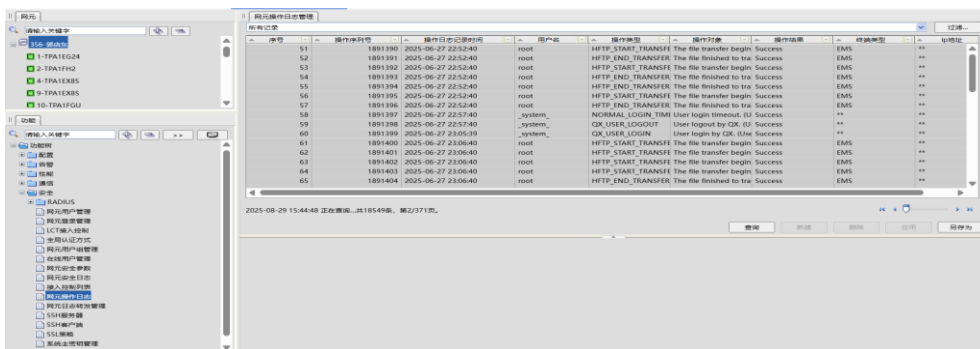 网元
请输入关键字
356-驿动女
1-TPA1EG24
2-TPA1FH2
4-TPA1EX8S
9-TPA1EX8S
10-TPA1FGU
功能
请输入关键字
>>
功能树
配置
告警
性能
通信
安全
RADIUS
网元用户管理
网元登录管理
LCT接入控制
全局认证方式
网元用户组管理
在线用户管理
网元安全参数
网元安全日志
接入控制列表
网元操作日志
网元日志转发管理
SSH服务器
SSH客户端
SSL策略
系统主密钥管理
网元操作日志管理
所有记录 过滤...
序号 操作序列号 操作日志记录时间 用户名 操作类型 操作对象 操作结果 终端类型 Ip地址
51 1891390 2025-06-27 22:52:40 root HFTP_START_TRANSFE The file transfer begin Success EMS **
52 1891391 2025-06-27 22:52:40 root HFTP_END_TRANSFER The file finished to tra Success EMS **
53 1891392 2025-06-27 22:52:40 root HFTP_START_TRANSFE The file transfer begin Success EMS **
54 1891393 2025-06-27 22:52:40 root HFTP_END_TRANSFER The file finished to tra Success EMS **
55 1891394 2025-06-27 22:52:40 root HFTP_END_TRANSFER The file finished to tra Success EMS **
56 1891395 2025-06-27 22:52:40 root HFTP_START_TRANSFE The file transfer begin Success EMS **
57 1891396 2025-06-27 22:52:40 root HFTP_END_TRANSFER The file finished to tra Success EMS **
58 1891397 2025-06-27 22:57:40 _system_ NORMAL_LOGIN_TIMI User login timeout. (U Success ** **
59 1891398 2025-06-27 22:57:40 _system_ QX_USER_LOGOUT User logout by QX. (U Success ** **
60 1891399 2025-06-27 23:05:39 _system_ QX_USER_LOGIN User login by QX. (Use Success ** **
61 1891400 2025-06-27 23:06:40 root HFTP_START_TRANSFE The file transfer begin Success EMS **
62 1891401 2025-06-27 23:06:40 root HFTP_START_TRANSFE The file transfer begin Success EMS **
63 1891402 2025-06-27 23:06:40 root HFTP_START_TRANSFE The file transfer begin Success EMS **
64 1891403 2025-06-27 23:06:40 root HFTP_START_TRANSFE The file transfer begin Success EMS **
65 1891404 2025-06-27 23:06:40 root HFTP_END_TRANSFER The file finished to tra Success EMS **
2025-08-29 15:44:48 正在查询...共18549条，第2/371页。
查询 新建 删除 应用 另存为